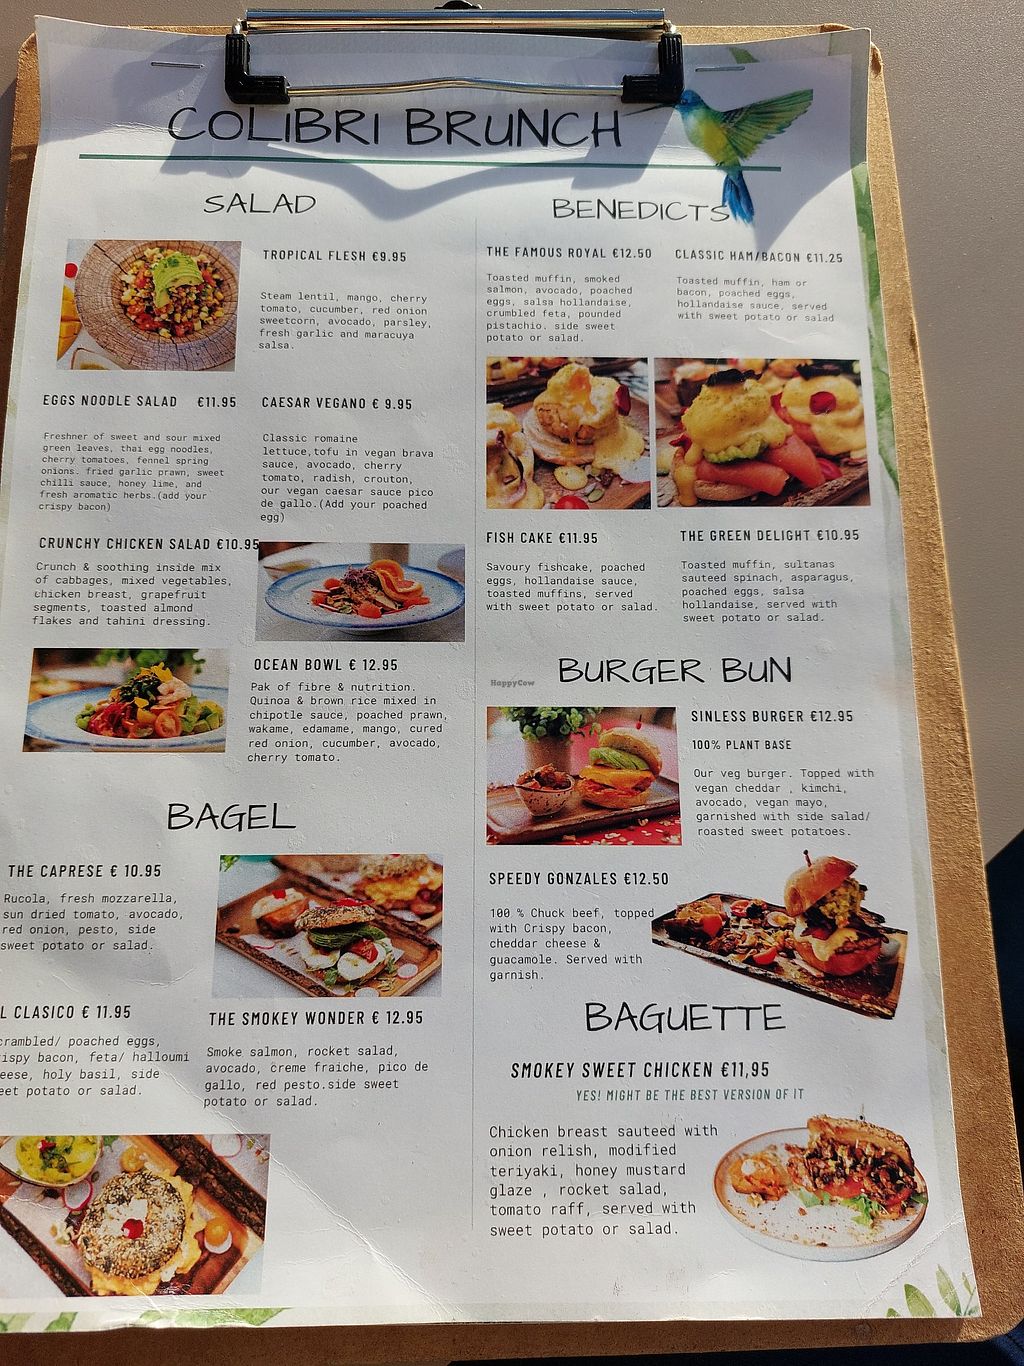 COLIBRI BRUNCH
SALAD
TROPICAL FLESH €9.95
Steam lentil, mango, cherry
tomato, cucumber, red onion
sweetcorn, avocado, parsley,
fresh garlic and maracuya
salsa.
EGGS NOODLE SALAD €11.95
Freshner of sweet and sour mixed
green leaves, thai egg noodles,
cherry tomatoes, fennel spring
onions. fried garlic prawn, sweet
chilli sauce, honey lime, and
fresh aromatic herbs.(add your
crispy bacon)
CAESAR VEGANO € 9.95
Classic romaine
lettuce,tofu in vegan brava
sauce, avocado, cherry
tomato, radish, crouton,
our vegan caesar sauce pico
de gallo.(Add your poached
egg)
CRUNCHY CHICKEN SALAD €10.95
Crunch & soothing inside mix
of cabbages, mixed vegetables,
chicken breast, grapefruit
segments, toasted almond
flakes and tahini dressing.
OCEAN BOWL € 12.95
Pak of fibre & nutrition.
Quinoa & brown rice mixed in
chipotle sauce, poached prawn,
wakame, edamame, mango, cured
red onion, cucumber, avocado,
cherry tomato.
BAGEL
THE CAPRESE € 10.95
Rucola, fresh mozzarella,
sun dried tomato, avocado,
red onion, pesto, side
sweet potato or salad.
L CLASICO € 11.95
crambled/ poached eggs,
ispy bacon, feta/ halloumi
eese, holy basil, side
eet potato or salad.
THE SMOKEY WONDER € 12.95
Smoke salmon, rocket salad,
avocado, creme fraiche, pico de
gallo, red pesto.side sweet
potato or salad.
BENEDICTS
THE FAMOUS ROYAL €12.50
Toasted muffin, smoked
salmon, avocado, poached
eggs, salsa hollandaise,
crumbled feta, pounded
pistachio. side sweet
potato or salad.
CLASSIC HAM/BACON €11.25
Toasted muffin, ham or
bacon, poached eggs,
hollandaise sauce, served
with sweet potato or salad
FISH CAKE €11.95
Savoury fishcake, poached
eggs, hollandaise sauce,
toasted muffins, served
with sweet potato or salad.
THE GREEN DELIGHT €10.95
Toasted muffin, sultanas
sauteed spinach, asparagus,
poached eggs, salsa
hollandaise, served with
sweet potato or salad.
HappyCow
BURGER BUN
SINLESS BURGER €12.95
100% PLANT BASE
Our veg burger. Topped with
vegan cheddar , kimchi,
avocado, vegan mayo,
garnished with side salad/
roasted sweet potatoes.
SPEEDY GONZALES €12.50
100 % Chuck beef, topped
with Crispy bacon,
cheddar cheese &
guacamole. Served with
garnish.
BAGUETTE
SMOKEY SWEET CHICKEN €11,95
YES! MIGHT BE THE BEST VERSION OF IT
Chicken breast sauteed with
onion relish, modified
teriyaki, honey mustard
glaze , rocket salad,
tomato raff, served with
sweet potato or salad.